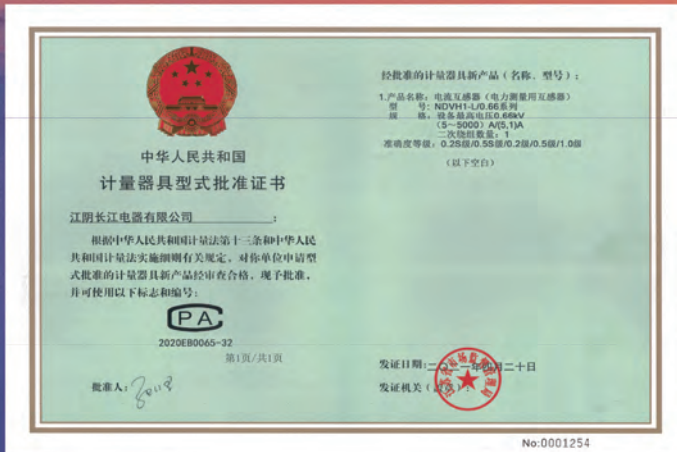 中华人民共和国
计量器具型式批准证书
江阴长江电器有限公司:
根据中华人民共和国计量法第十三条和中华人民
共和国计量法实施细则有关规定，对你单位申请型
式批准的计量器具新产品经审查合格，现予批准，
并可使用以下标志和编号:
CPA
2020EB0065-32
第1页/共1页
批准人:
经批准的计量器具新产品（名称、型号）:
1.产品名称: 电流互感器（电力测量用互感器）
型 号: NDVH1-L/0.66系列
规 格: 设备最高电压0.66kV
（5～5000）A/(5,1)A
二次绕组数量: 1
准确度等级: 0.2S级/0.5S级/0.2级/0.5级/1.0级
（以下空白）
发证日期: 二〇二一年四月二十日
发证机关
No:0001254